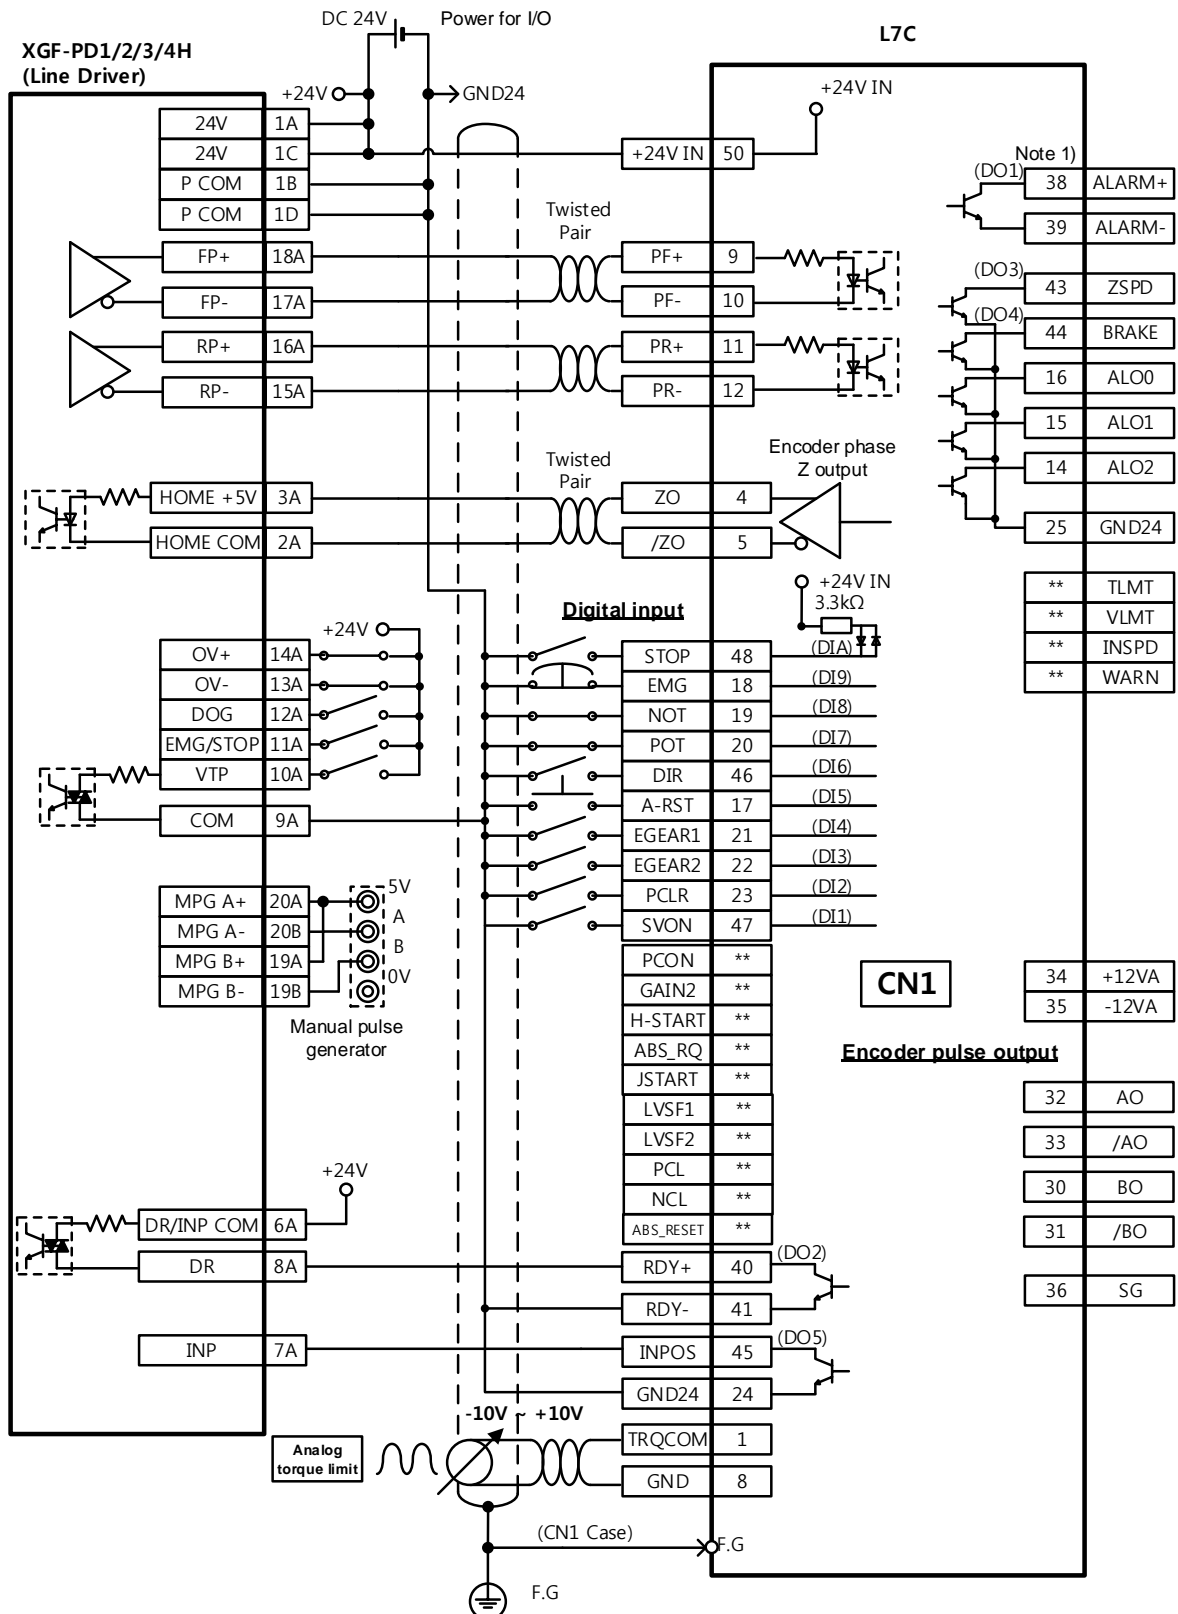 DC 24V
Power for I/O
XGF-PD1/2/3/4H
(Line Driver)
L7C
+24V
GND24
+24V IN
24V 1A
24V 1C
P COM 1B
P COM 1D
+24V IN 50
Note 1)
(DO1)
38 ALARM+
39 ALARM-
Twisted
Pair
FP+ 18A
FP- 17A
RP+ 16A
RP- 15A
PF+ 9
PF- 10
PR+ 11
PR- 12
(DO3)
43 ZSPD
(DO4)
44 BRAKE
16 ALO0
15 ALO1
14 ALO2
25 GND24
Encoder phase
Z output
Twisted
Pair
HOME +5V 3A
HOME COM 2A
ZO 4
/ZO 5
** TLMT
** VLMT
** INSPD
** WARN
+24V IN
3.3kΩ
Digital input
+24V
OV+ 14A
OV- 13A
DOG 12A
EMG/STOP 11A
VTP 10A
COM 9A
STOP 48 (DIA)
EMG 18 (DI9)
NOT 19 (DI8)
POT 20 (DI7)
DIR 46 (DI6)
A-RST 17 (DI5)
EGEAR1 21 (DI4)
EGEAR2 22 (DI3)
PCLR 23 (DI2)
SVON 47 (DI1)
MPG A+ 20A
MPG A- 20B
MPG B+ 19A
MPG B- 19B
5V
A
B
0V
Manual pulse
generator
PCON **
GAIN2 **
H-START **
ABS_RQ **
JSTART **
LVSF1 **
LVSF2 **
PCL **
NCL **
ABS_RESET **
CN1
34 +12VA
35 -12VA
Encoder pulse output
32 AO
33 /AO
30 BO
31 /BO
36 SG
+24V
DR/INP COM 6A
DR 8A
INP 7A
(DO2)
RDY+ 40
RDY- 41
(DO5)
INPOS 45
GND24 24
-10V ~ +10V
Analog
torque limit
TRQCOM 1
GND 8
(CN1 Case)
F.G
F.G